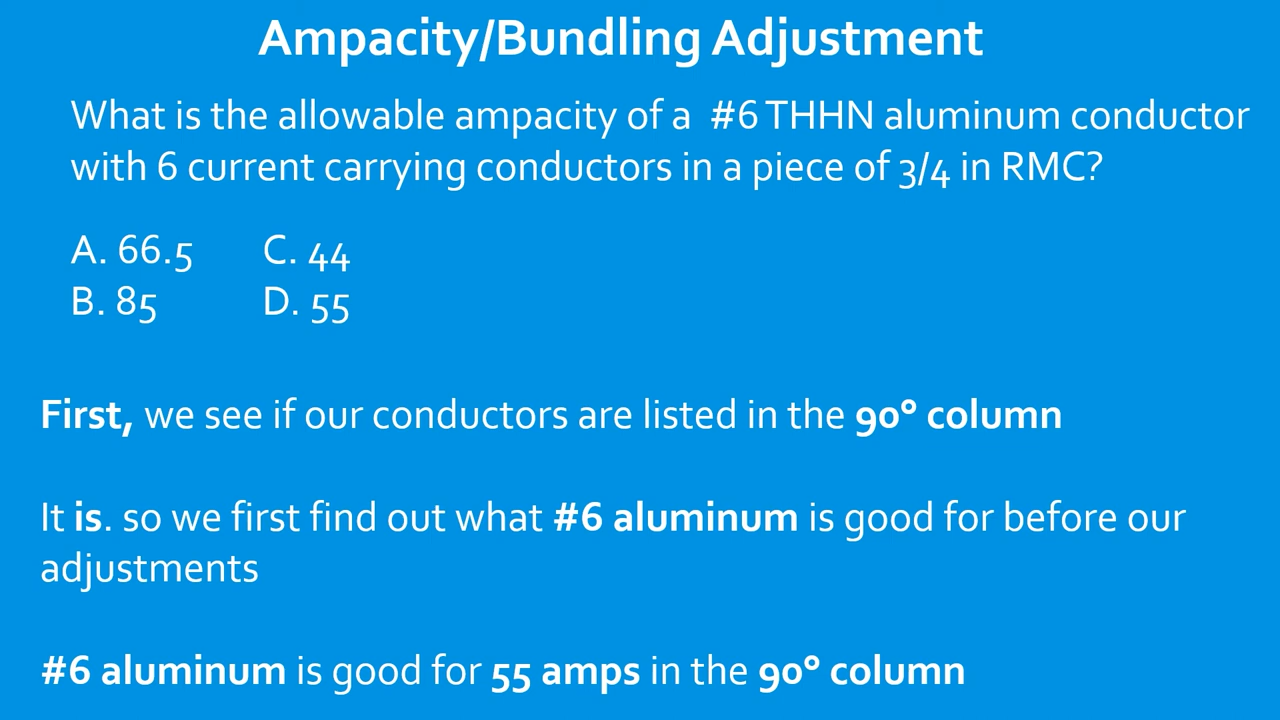 Ampacity/Bundling Adjustment
What is the allowable ampacity of a #6 THHN aluminum conductor
with 6 current carrying conductors in a piece of 3/4 in RMC?
A. 66.5 C. 44
B. 85 D. 55
First, we see if our conductors are listed in the 90° column
It is. so we first find out what #6 aluminum is good for before our
adjustments
#6 aluminum is good for 55 amps in the 90° column